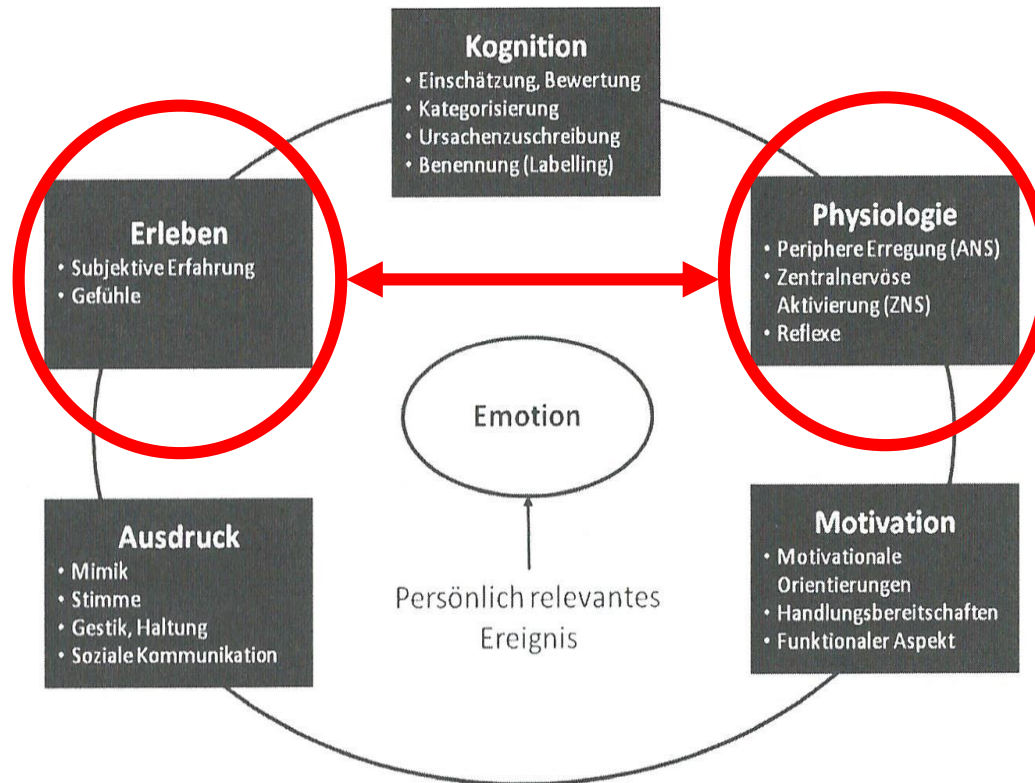 Kognition
• Einschätzung, Bewertung
• Kategorisierung
• Ursachenzuschreibung
• Benennung (Labelling)
Erleben
• Subjektive Erfahrung
• Gefühle
Physiologie
• Periphere Erregung (ANS)
• Zentralnervöse
Aktivierung (ZNS)
• Reflexe
Emotion
Ausdruck
• Mimik
• Stimme
• Gestik, Haltung
• Soziale Kommunikation
Persönlich relevantes
Ereignis
Motivation
• Motivationale
Orientierungen
• Handlungsbereitschaften
• Funktionaler Aspekt